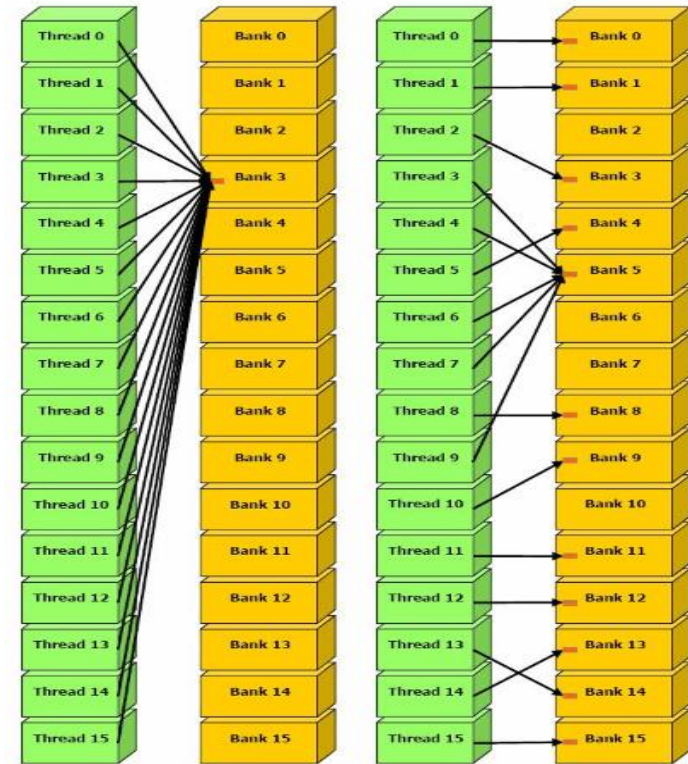 Thread 0 Bank 0 Thread 0 Bank 0
Thread 1 Bank 1 Thread 1 Bank 1
Thread 2 Bank 2 Thread 2 Bank 2
Thread 3 Bank 3 Thread 3 Bank 3
Thread 4 Bank 4 Thread 4 Bank 4
Thread 5 Bank 5 Thread 5 Bank 5
Thread 6 Bank 6 Thread 6 Bank 6
Thread 7 Bank 7 Thread 7 Bank 7
Thread 8 Bank 8 Thread 8 Bank 8
Thread 9 Bank 9 Thread 9 Bank 9
Thread 10 Bank 10 Thread 10 Bank 10
Thread 11 Bank 11 Thread 11 Bank 11
Thread 12 Bank 12 Thread 12 Bank 12
Thread 13 Bank 13 Thread 13 Bank 13
Thread 14 Bank 14 Thread 14 Bank 14
Thread 15 Bank 15 Thread 15 Bank 15